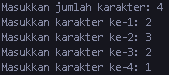 Masukkan jumlah karakter: 4
Masukkan karakter ke-1: 2
Masukkan karakter ke-2: 3
Masukkan karakter ke-3: 2
Masukkan karakter ke-4: 1